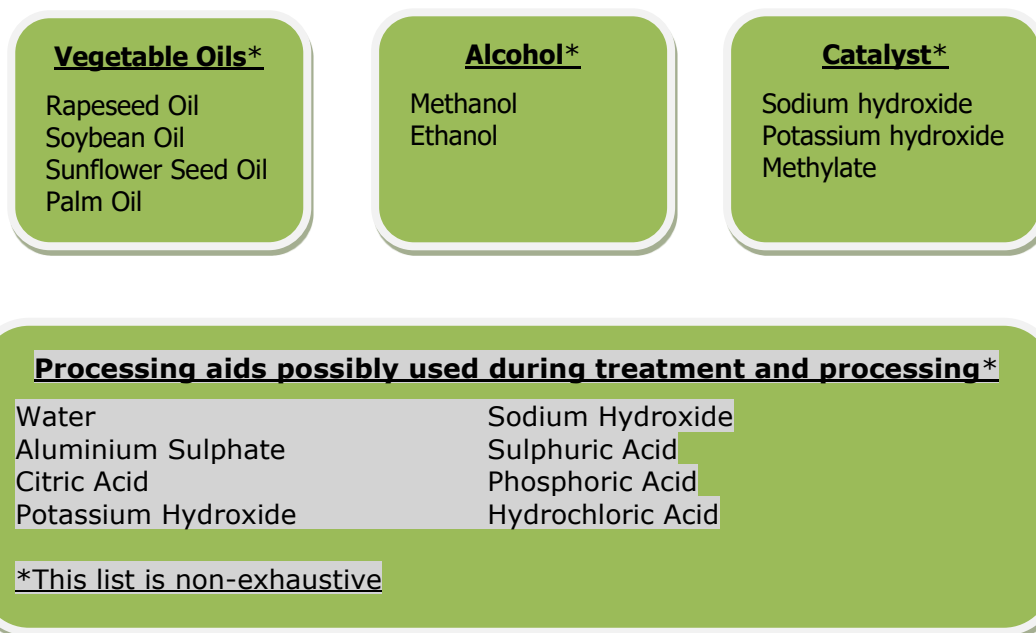 Vegetable Oils*
Rapeseed Oil
Soybean Oil
Sunflower Seed Oil
Palm Oil
Alcohol*
Methanol
Ethanol
Catalyst*
Sodium hydroxide
Potassium hydroxide
Methylate
Processing aids possibly used during treatment and processing*
Water
Aluminium Sulphate
Citric Acid
Potassium Hydroxide
Sodium Hydroxide
Sulphuric Acid
Phosphoric Acid
Hydrochloric Acid
*This list is non-exhaustive